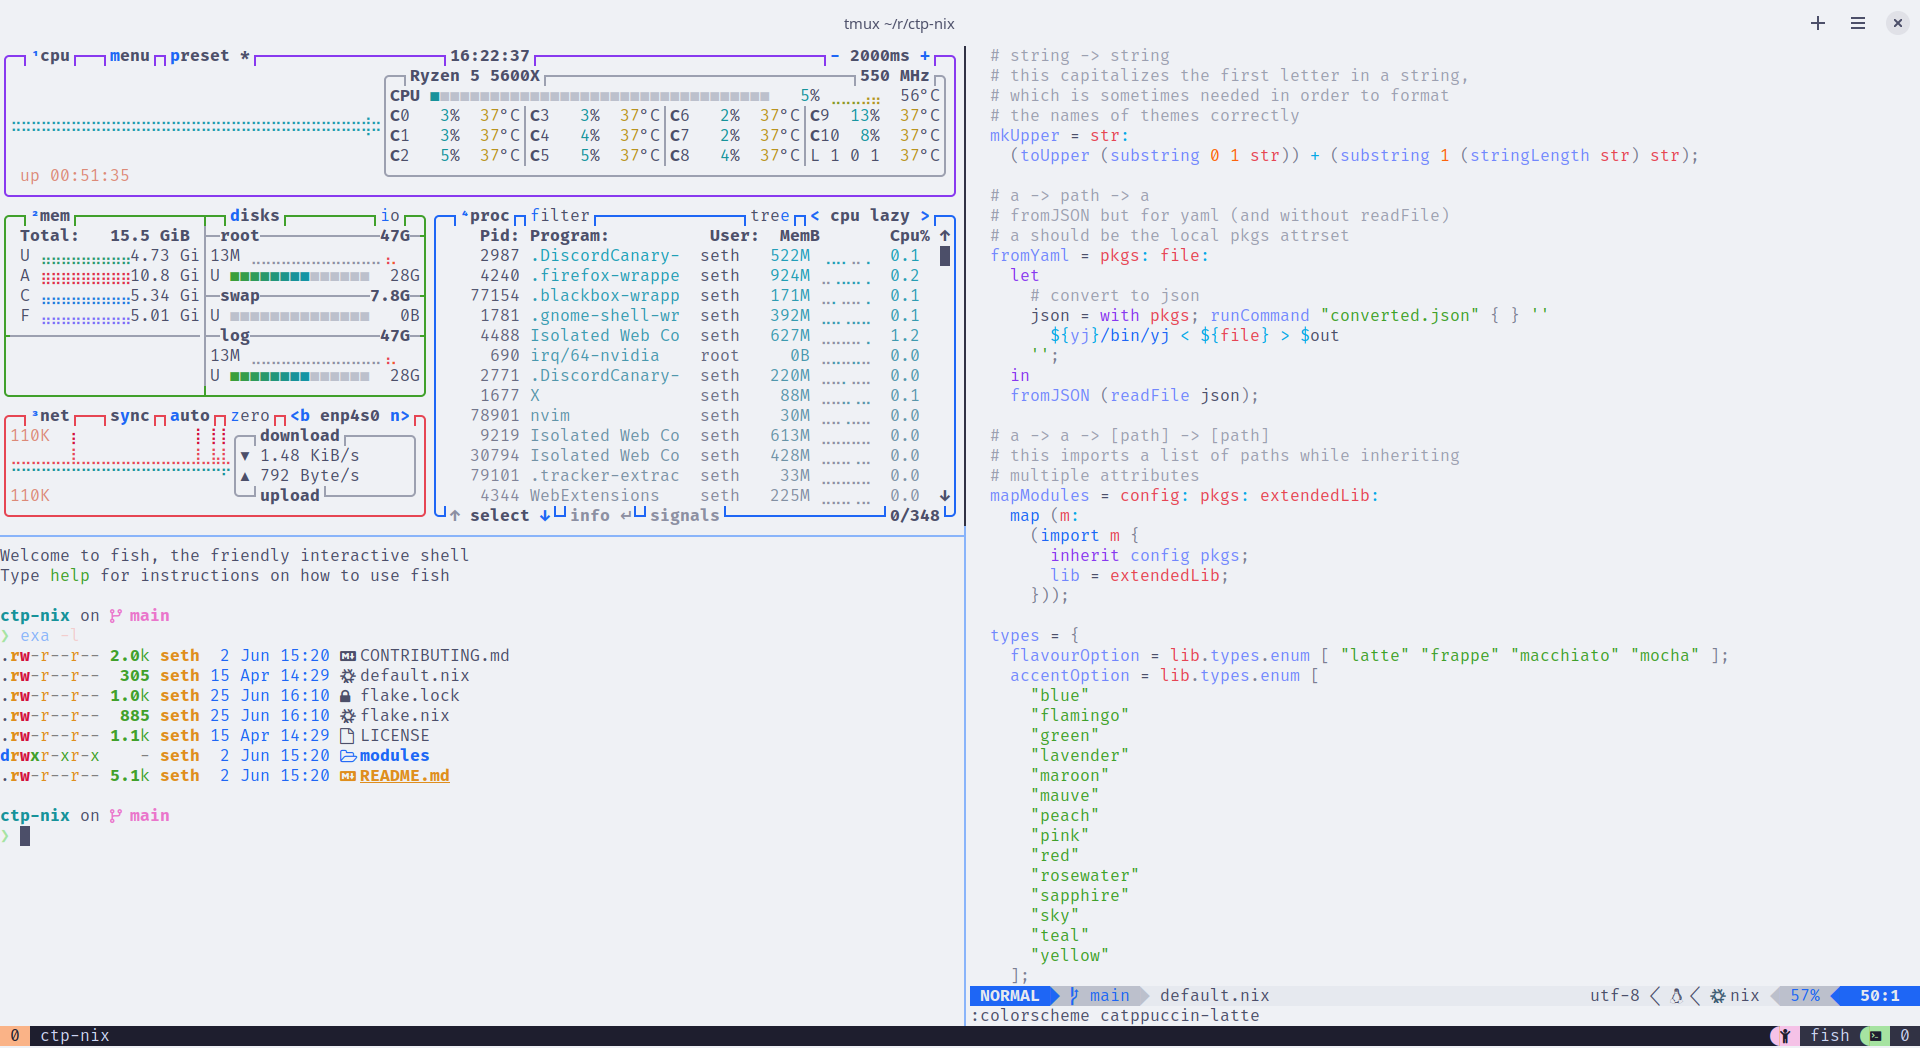 tmux ~/r/ctp-nix
¹cpu menu preset * 16:22:37 - 2000ms +
Ryzen 5 5600X 550 MHz
CPU 5% 56°C
C0 3% 37°C C3 3% 37°C C6 2% 37°C C9 13% 37°C
C1 3% 37°C C4 4% 37°C C7 2% 37°C C10 8% 37°C
C2 5% 37°C C5 5% 37°C C8 4% 37°C L 1 0 1 37°C
up 00:51:35
²mem disks io
Total: 15.5 GiB root 47G
U 4.73 Gi 13M
A 10.8 Gi U 28G
C 5.34 Gi swap 7.8G
F 5.01 Gi U 0B
log 47G
13M
U 28G
³net sync auto zero <b enp4s0 n>
110K download
▼ 1.48 KiB/s
▲ 792 Byte/s
110K upload
⁴proc filter tree < cpu lazy >
Pid: Program: User: MemB Cpu% ↑
2987 .DiscordCanary- seth 522M 0.1
4240 .firefox-wrappe seth 924M 0.2
77154 .blackbox-wrapp seth 171M 0.1
1781 .gnome-shell-wr seth 392M 0.1
4488 Isolated Web Co seth 627M 1.2
690 irq/64-nvidia root 0B 0.0
2771 .DiscordCanary- seth 220M 0.0
1677 X seth 88M 0.1
78901 nvim seth 30M 0.0
9219 Isolated Web Co seth 613M 0.0
30794 Isolated Web Co seth 428M 0.0
79101 .tracker-extrac seth 33M 0.0
4344 WebExtensions seth 225M 0.0 ↓
↑ select ↓ info ↵ signals 0/348
Welcome to fish, the friendly interactive shell
Type help for instructions on how to use fish
ctp-nix on main
❯ exa -l
.rw-r--r-- 2.0k seth 2 Jun 15:20 CONTRIBUTING.md
.rw-r--r-- 305 seth 15 Apr 14:29 default.nix
.rw-r--r-- 1.0k seth 25 Jun 16:10 flake.lock
.rw-r--r-- 885 seth 25 Jun 16:10 flake.nix
.rw-r--r-- 1.1k seth 15 Apr 14:29 LICENSE
drwxr-xr-x - seth 2 Jun 15:20 modules
.rw-r--r-- 5.1k seth 2 Jun 15:20 README.md
ctp-nix on main
❯
# string -> string
# this capitalizes the first letter in a string,
# which is sometimes needed in order to format
# the names of themes correctly
mkUpper = str:
(toUpper (substring 0 1 str)) + (substring 1 (stringLength str) str);
# a -> path -> a
# fromJSON but for yaml (and without readFile)
# a should be the local pkgs attrset
fromYaml = pkgs: file:
let
# convert to json
json = with pkgs; runCommand "converted.json" { } ''
${yj}/bin/yj < ${file} > $out
'';
in
fromJSON (readFile json);
# a -> a -> [path] -> [path]
# this imports a list of paths while inheriting
# multiple attributes
mapModules = config: pkgs: extendedLib:
map (m:
(import m {
inherit config pkgs;
lib = extendedLib;
}));
types = {
flavourOption = lib.types.enum [ "latte" "frappe" "macchiato" "mocha" ];
accentOption = lib.types.enum [
"blue"
"flamingo"
"green"
"lavender"
"maroon"
"mauve"
"peach"
"pink"
"red"
"rosewater"
"sapphire"
"sky"
"teal"
"yellow"
];
NORMAL main default.nix utf-8 nix 57% 50:1
:colorscheme catppuccin-latte
0 ctp-nix fish 0